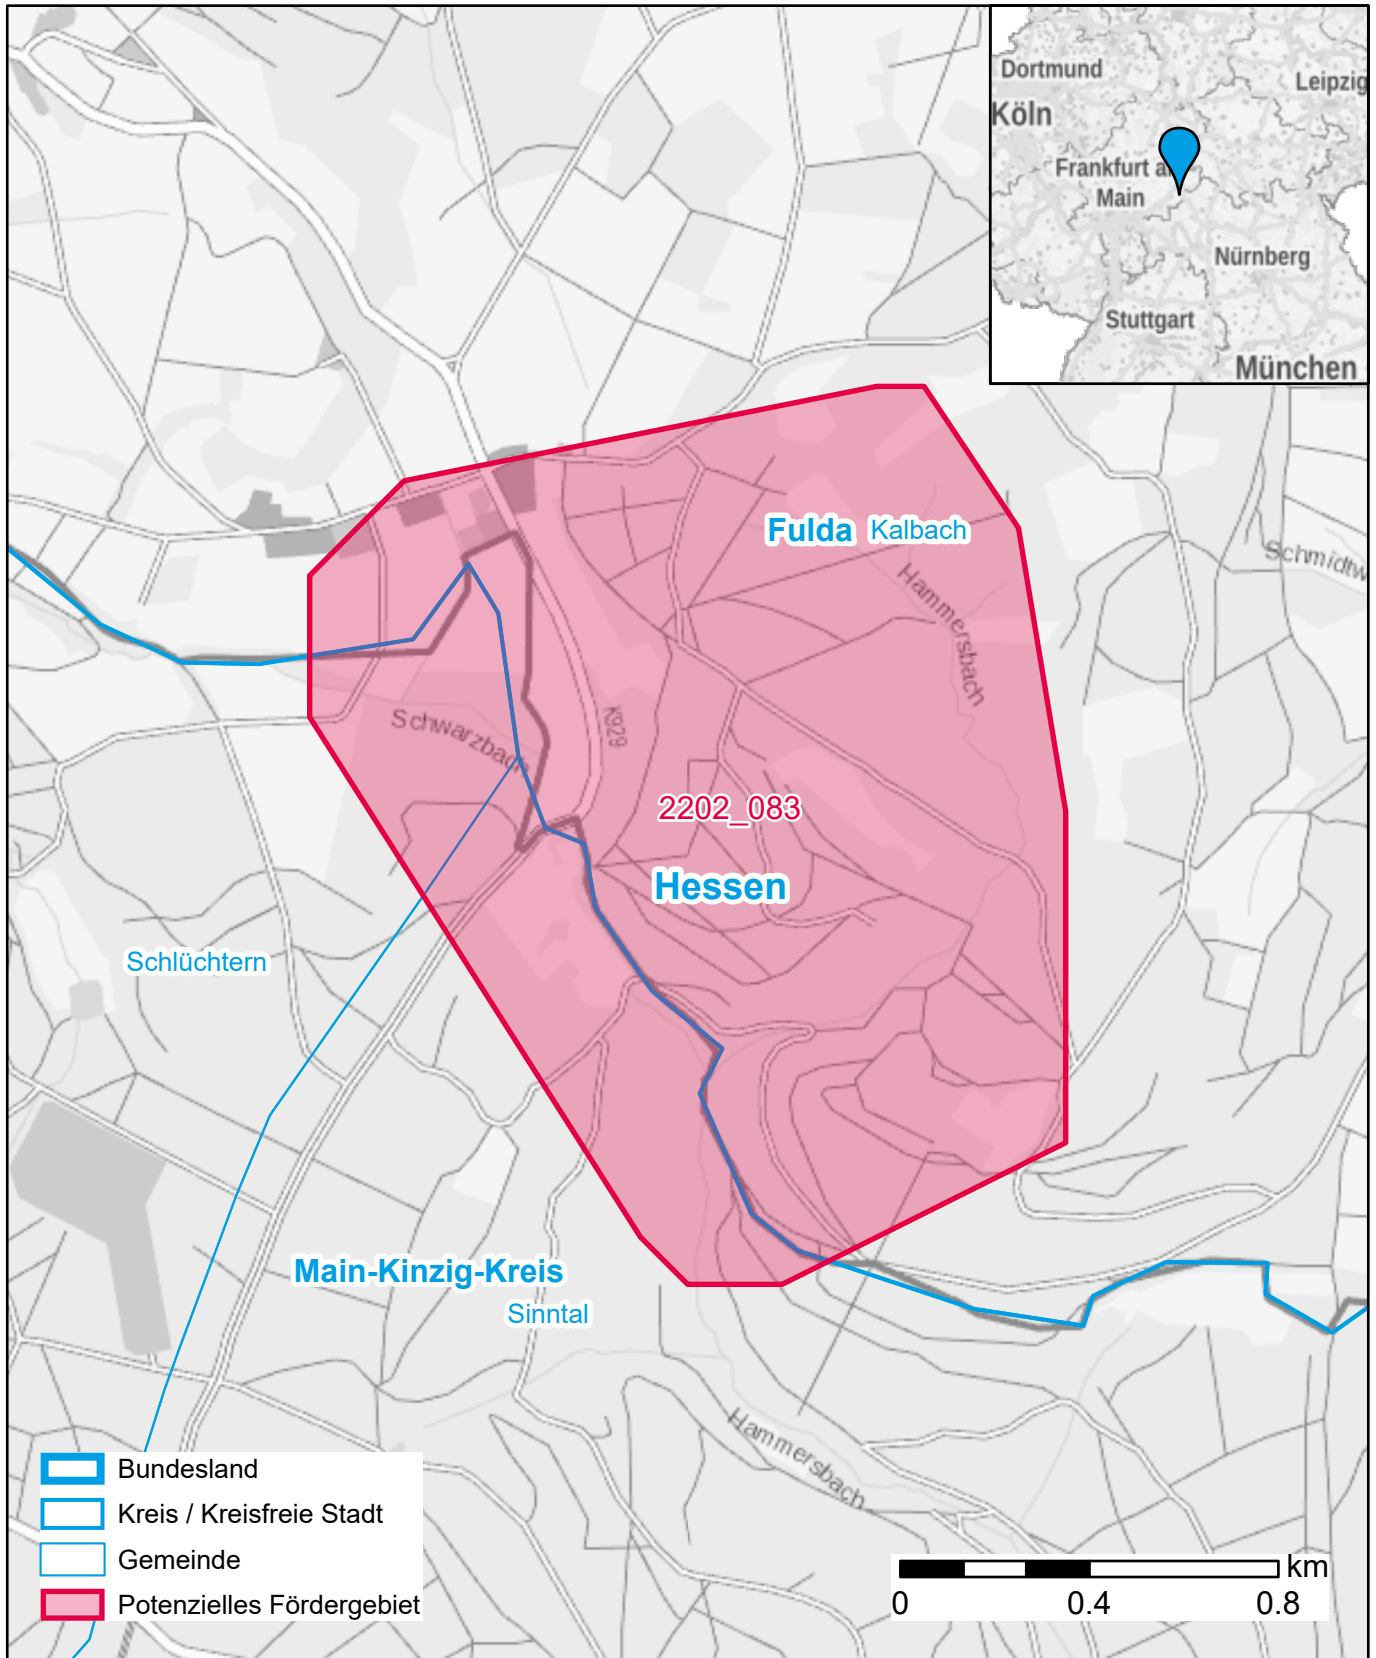 Dortmund
Leipzig
Köln
Frankfurt a
Main
Nürnberg
Stuttgart
München
Fulda Kalbach
Schmidtw
Hammersbach
Schwarzbach
K929
2202_083
Hessen
Schlüchtern
Main-Kinzig-Kreis
Sinntal
Hammersbach
Bundesland
Kreis / Kreisfreie Stadt
Gemeinde
Potenzielles Fördergebiet
km
0 0.4 0.8